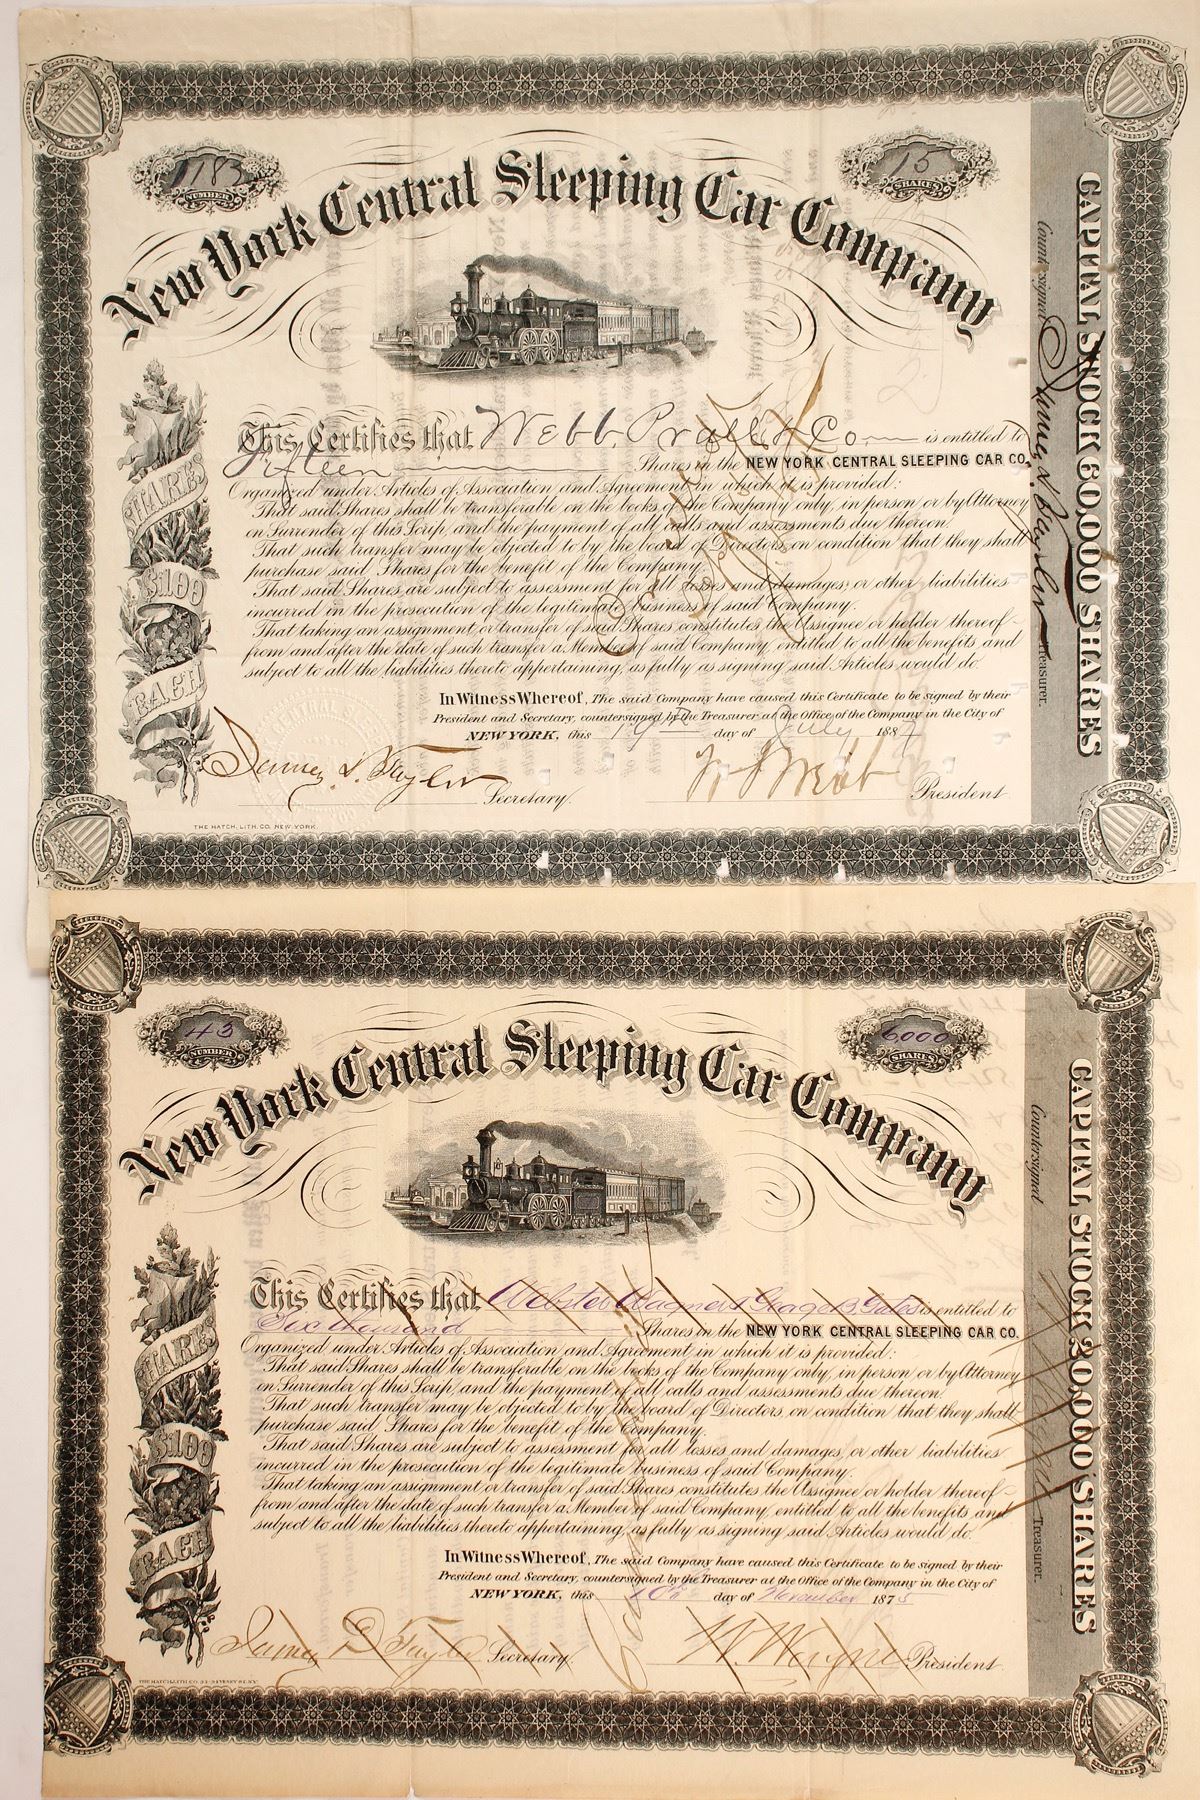 1183
NUMBER
15
SHARES
New York Central Sleeping Car Company
CAPITAL STOCK 60,000 SHARES
Countersigned
James D. Taylor
Treasurer.
SHARES
$100
EACH
This Certifies that Webb, Prall & Co is entitled to
Fifteen Shares in the NEW YORK CENTRAL SLEEPING CAR CO.
Organized under Articles of Association and Agreement in which it is provided:
That said Shares shall be transferable on the books of the Company only, in person or by Attorney
on Surrender of this Scrip and the payment of all calls and assessments due thereon.
That such transfer may be objected to by the board of Directors, on condition that they shall
purchase said Shares for the benefit of the Company.
That said Shares are subject to assessment for all losses and damages, or other liabilities
incurred in the prosecution of the legitimate business of said Company.
That taking an assignment or transfer of said Shares constitutes the Assignee or holder thereof
from and after the date of such transfer a Member of said Company, entitled to all the benefits and
subject to all the liabilities thereto appertaining, as fully as signing said Articles would do.
In Witness Whereof, The said Company have caused this Certificate to be signed by their
President and Secretary, countersigned by the Treasurer at the Office of the Company in the City of
NEW YORK, this 19th day of July 1887
James D. Taylor Secretary. W S Webb President.
THE HATCH LITH. CO. NEW YORK.
43
NUMBER
6,000
SHARES
New York Central Sleeping Car Company
CAPITAL STOCK 20,000 SHARES
Countersigned
Treasurer.
SHARES
$100
EACH
This Certifies that Webster Wagner & George B. Gates is entitled to
Six thousand Shares in the NEW YORK CENTRAL SLEEPING CAR CO.
Organized under Articles of Association and Agreement in which it is provided:
That said Shares shall be transferable on the books of the Company only, in person or by Attorney
on Surrender of this Scrip and the payment of all calls and assessments due thereon.
That such transfer may be objected to by the board of Directors, on condition that they shall
purchase said Shares for the benefit of the Company.
That said Shares are subject to assessment for all losses and damages, or other liabilities
incurred in the prosecution of the legitimate business of said Company.
That taking an assignment or transfer of said Shares constitutes the Assignee or holder thereof
from and after the date of such transfer a Member of said Company, entitled to all the benefits and
subject to all the liabilities thereto appertaining, as fully as signing said Articles would do.
In Witness Whereof, The said Company have caused this Certificate to be signed by their
President and Secretary, countersigned by the Treasurer at the Office of the Company in the City of
NEW YORK, this 10th day of November 1875
James D. Taylor Secretary. W. Wagner President.